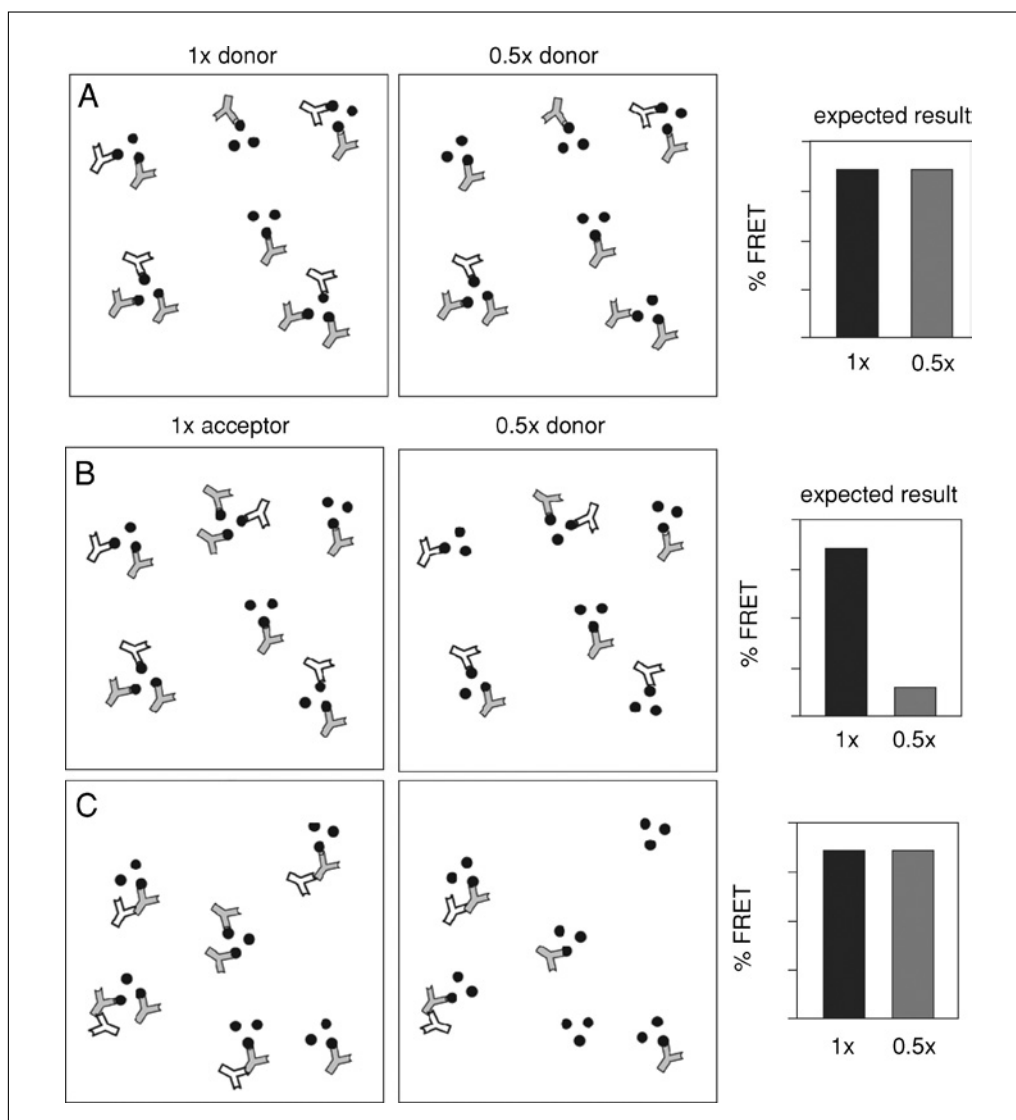 1x donor
0.5x donor
A
expected result:
% FRET
1x
0.5x
1x acceptor
0.5x donor
B
expected result
% FRET
1x
0.5x
C
% FRET
1x
0.5x